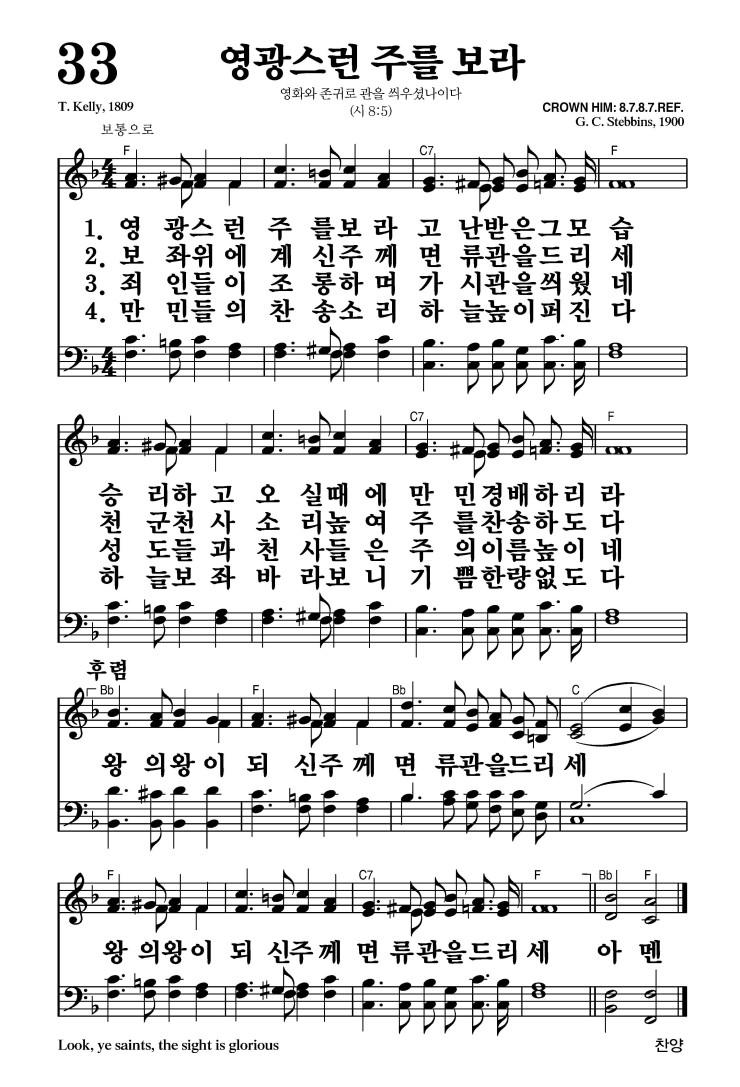 33
영광스런 주를 보라
영화와 존귀로 관을 씌우셨나이다
(시 8:5)
T. Kelly, 1809
CROWN HIM: 8.7.8.7.REF.
G. C. Stebbins, 1900
보통으로
F C7 F
1. 영 광스 런 주 를보 라 고 난받은그모 습
2. 보 좌위 에 계 신주 께 면 류관을드리 세
3. 죄 인들 이 조 롱하 며 가 시관을씌웠 네
4. 만 민들 의 찬 송소 리 하 늘높이퍼진 다
C7 F
승 리하 고 오 실때 에 만 민경배하리 라
천 군천 사 소 리높 여 주 를찬송하도 다
성 도들 과 천 사들 은 주 의이름높이 네
하 늘보 좌 바 라보 니 기 쁨한량없도 다
후렴
Bb F Bb C
왕 의왕 이 되 신주 께 면 류관을드리 세
F C7 F Bb F
왕 의왕 이 되 신주 께 면 류관을드리 세 아 멘
Look, ye saints, the sight is glorious
찬양